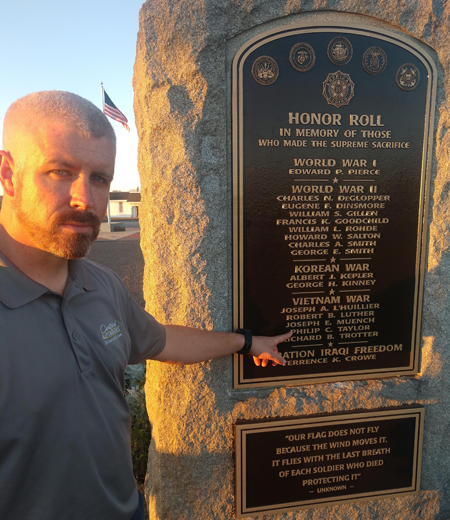 HONOR ROLL
IN MEMORY OF THOSE
WHO MADE THE SUPREME SACRIFICE
WORLD WAR I
EDWARD P. PIERCE
WORLD WAR II
CHARLES N. DEGLOPPER
EUGENE F. DINSMORE
WILLIAM S. GILLEN
FRANCIS K. GOODCHILD
WILLIAM L. ROHDE
HOWARD W. SALTON
CHARLES A. SMITH
GEORGE E. SMITH
KOREAN WAR
ALBERT J. KEPLER
GEORGE H. KINNEY
VIETNAM WAR
JOSEPH A. L'HUILLIER
ROBERT B. LUTHER
JOSEPH E. MUENCH
PHILIP C. TAYLOR
RICHARD B. TROTTER
ATION IRAQI FREEDOM
TERRENCE K. CROWE
"OUR FLAG DOES NOT FLY
BECAUSE THE WIND MOVES IT.
IT FLIES WITH THE LAST BREATH
OF EACH SOLDIER WHO DIED
PROTECTING IT"
– UNKNOWN –